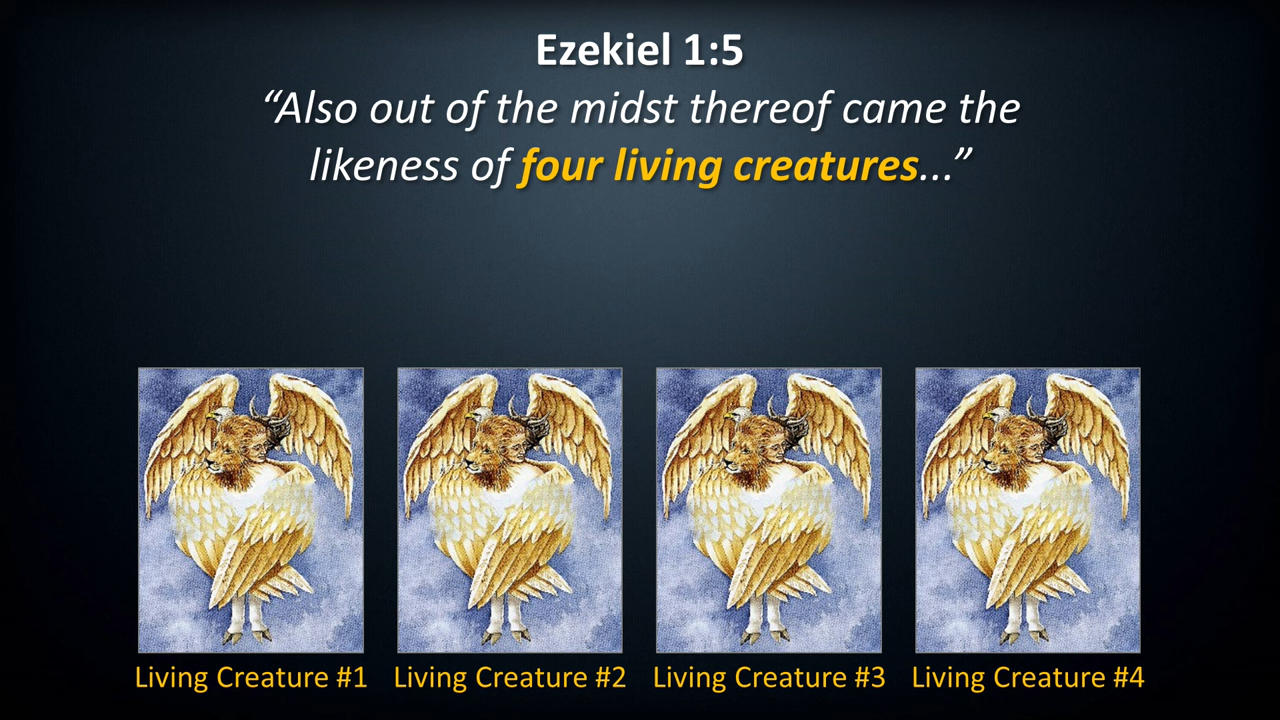 Ezekiel 1:5
“Also out of the midst thereof came the
likeness of four living creatures...”
Living Creature #1
Living Creature #2
Living Creature #3
Living Creature #4